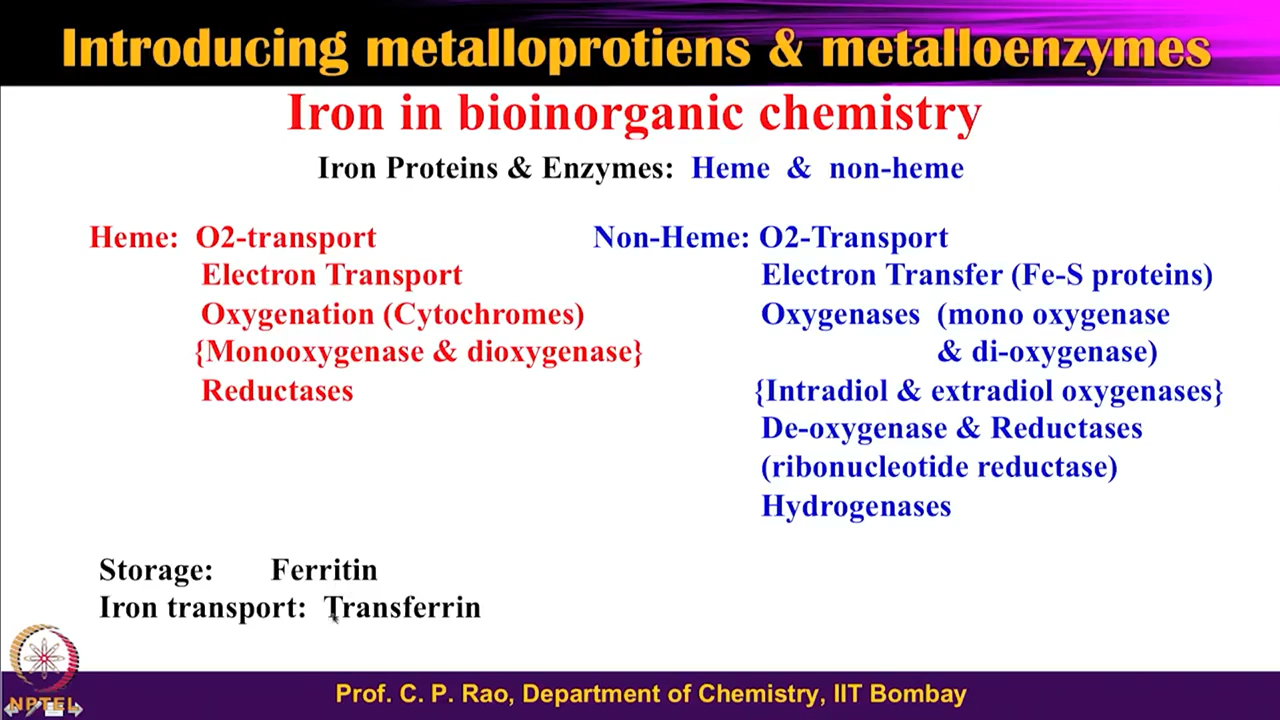 Introducing metalloprotiens & metalloenzymes
Iron in bioinorganic chemistry
Iron Proteins & Enzymes: Heme & non-heme
Heme: O2-transport
Electron Transport
Oxygenation (Cytochromes)
{Monooxygenase & dioxygenase}
Reductases
Non-Heme: O2-Transport
Electron Transfer (Fe-S proteins)
Oxygenases (mono oxygenase
& di-oxygenase)
{Intradiol & extradiol oxygenases}
De-oxygenase & Reductases
(ribonucleotide reductase)
Hydrogenases
Storage: Ferritin
Iron transport: Transferrin
NPTEL
Prof. C. P. Rao, Department of Chemistry, IIT Bombay